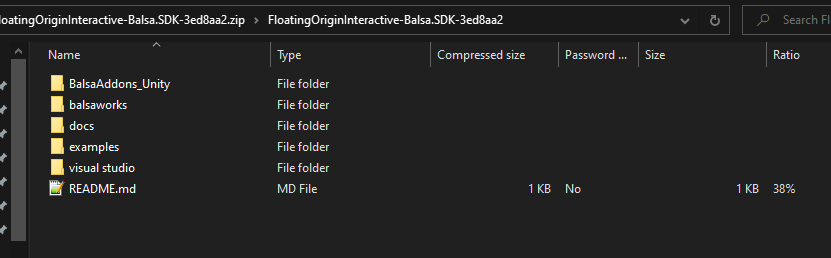 loatingOriginInteractive-Balsa.SDK-3ed8aa2.zip > FloatingOriginInteractive-Balsa.SDK-3ed8aa2 Search Fl
Name Type Compressed size Password ... Size Ratio
BalsaAddons_Unity File folder
balsaworks File folder
docs File folder
examples File folder
visual studio File folder
README.md MD File 1 KB No 1 KB 38%